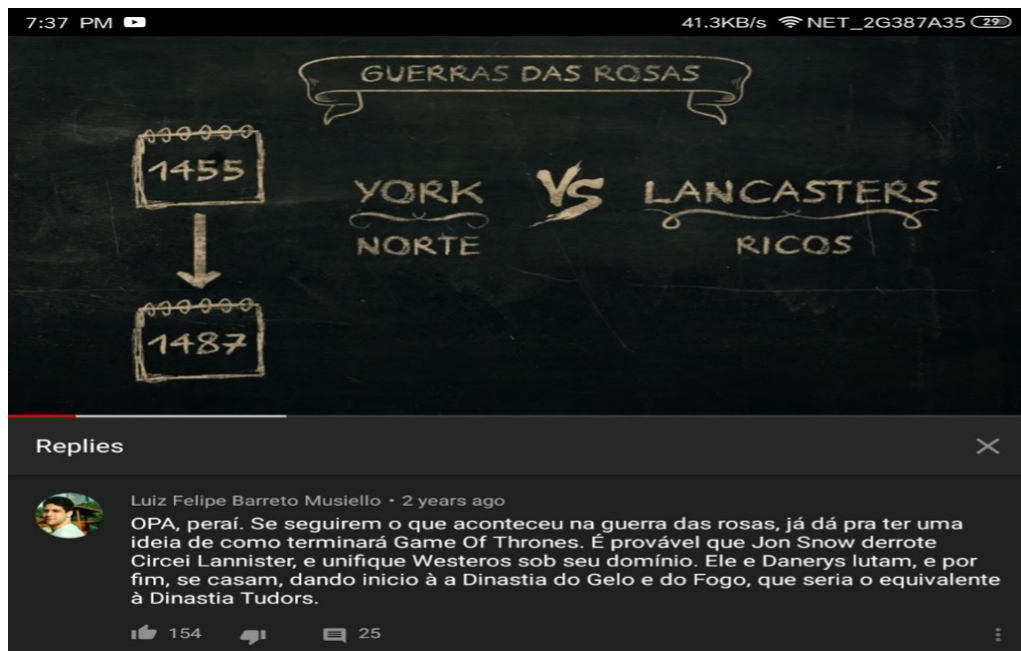 7:37 PM 41.3KB/s NET_2G387A35 29
GUERRAS DAS ROSAS
1455
YORK VS LANCASTERS
NORTE RICOS
1487
Replies
Luiz Felipe Barreto Musiello • 2 years ago
OPA, peraí. Se seguirem o que aconteceu na guerra das rosas, já dá pra ter uma
ideia de como terminará Game Of Thrones. É provável que Jon Snow derrote
Circei Lannister, e unifique Westeros sob seu domínio. Ele e Danerys lutam, e por
fim, se casam, dando inicio à a Dinastia do Gelo e do Fogo, que seria o equivalente
à Dinastia Tudors.
154 25